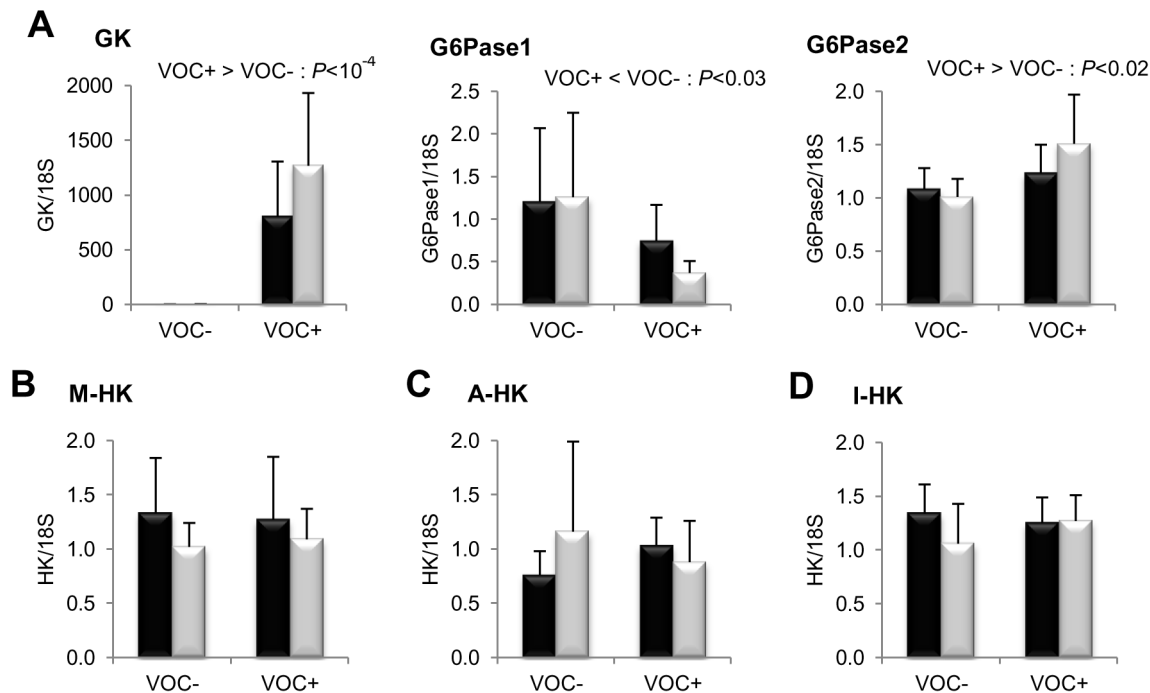 A
GK
VOC+ > VOC- : P<10⁻⁴
GK/18S
2000
1500
1000
500
0
VOC- VOC+
G6Pase1
VOC+ < VOC- : P<0.03
G6Pase1/18S
2.5
2.0
1.5
1.0
0.5
0.0
VOC- VOC+
G6Pase2
VOC+ > VOC- : P<0.02
G6Pase2/18S
2.0
1.5
1.0
0.5
0.0
VOC- VOC+
B
M-HK
HK/18S
2.0
1.5
1.0
0.5
0.0
VOC- VOC+
C
A-HK
HK/18S
2.0
1.5
1.0
0.5
0.0
VOC- VOC+
D
I-HK
HK/18S
2.0
1.5
1.0
0.5
0.0
VOC- VOC+